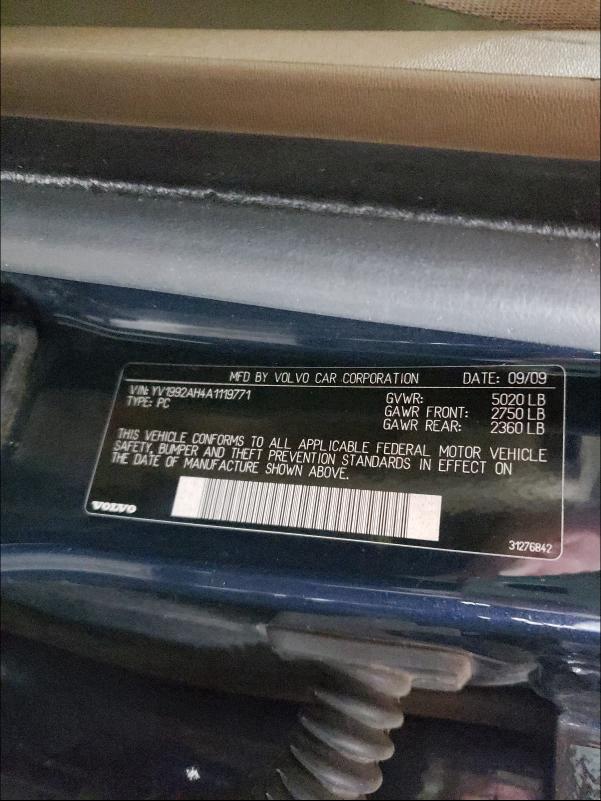 MFD BY VOLVO CAR CORPORATION DATE: 09/09
VIN: YV1992AH4A1119771 GVWR: 5020 LB
TYPE: PC GAWR FRONT: 2750 LB
GAWR REAR: 2360 LB
THIS VEHICLE CONFORMS TO ALL APPLICABLE FEDERAL MOTOR VEHICLE
SAFETY, BUMPER AND THEFT PREVENTION STANDARDS IN EFFECT ON
THE DATE OF MANUFACTURE SHOWN ABOVE.
VOLVO
31276842